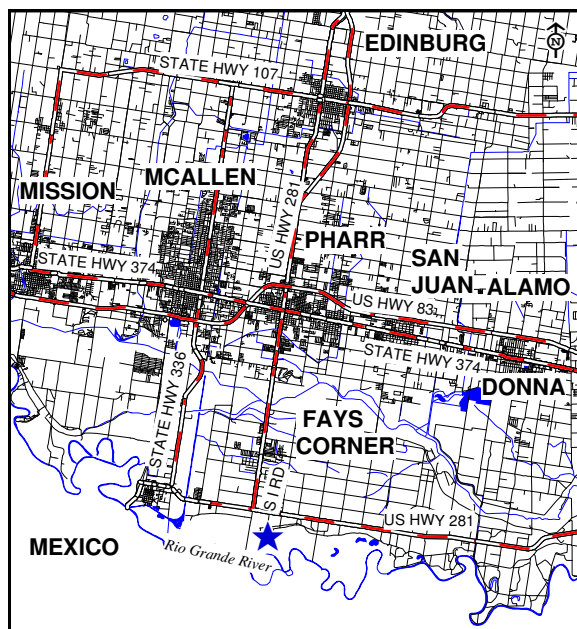 EDINBURG
N
STATE HWY 107
MISSION
MCALLEN
US HWY 281
PHARR
STATE HWY 374
SAN
JUAN
ALAMO
US HWY 83
STATE HWY 374
STATE HWY 336
DONNA
FAYS
CORNER
S I RD
US HWY 281
MEXICO
Rio Grande River